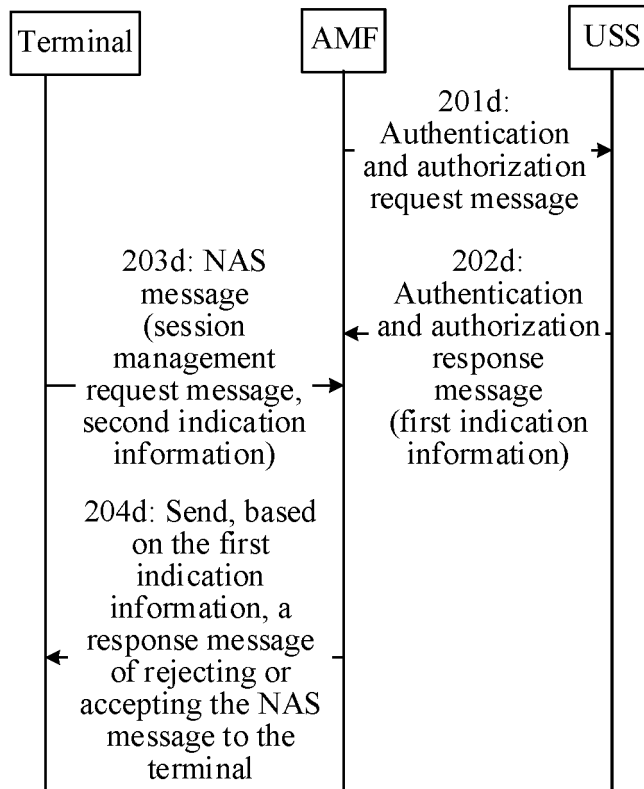 Terminal
AMF
USS
201d:
Authentication
and authorization
request message
203d: NAS
message
(session
management
request message,
second indication
information)
202d:
Authentication
and authorization
response
message
(first indication
information)
204d: Send, based
on the first
indication
information, a
response message
of rejecting or
accepting the NAS
message to the
terminal